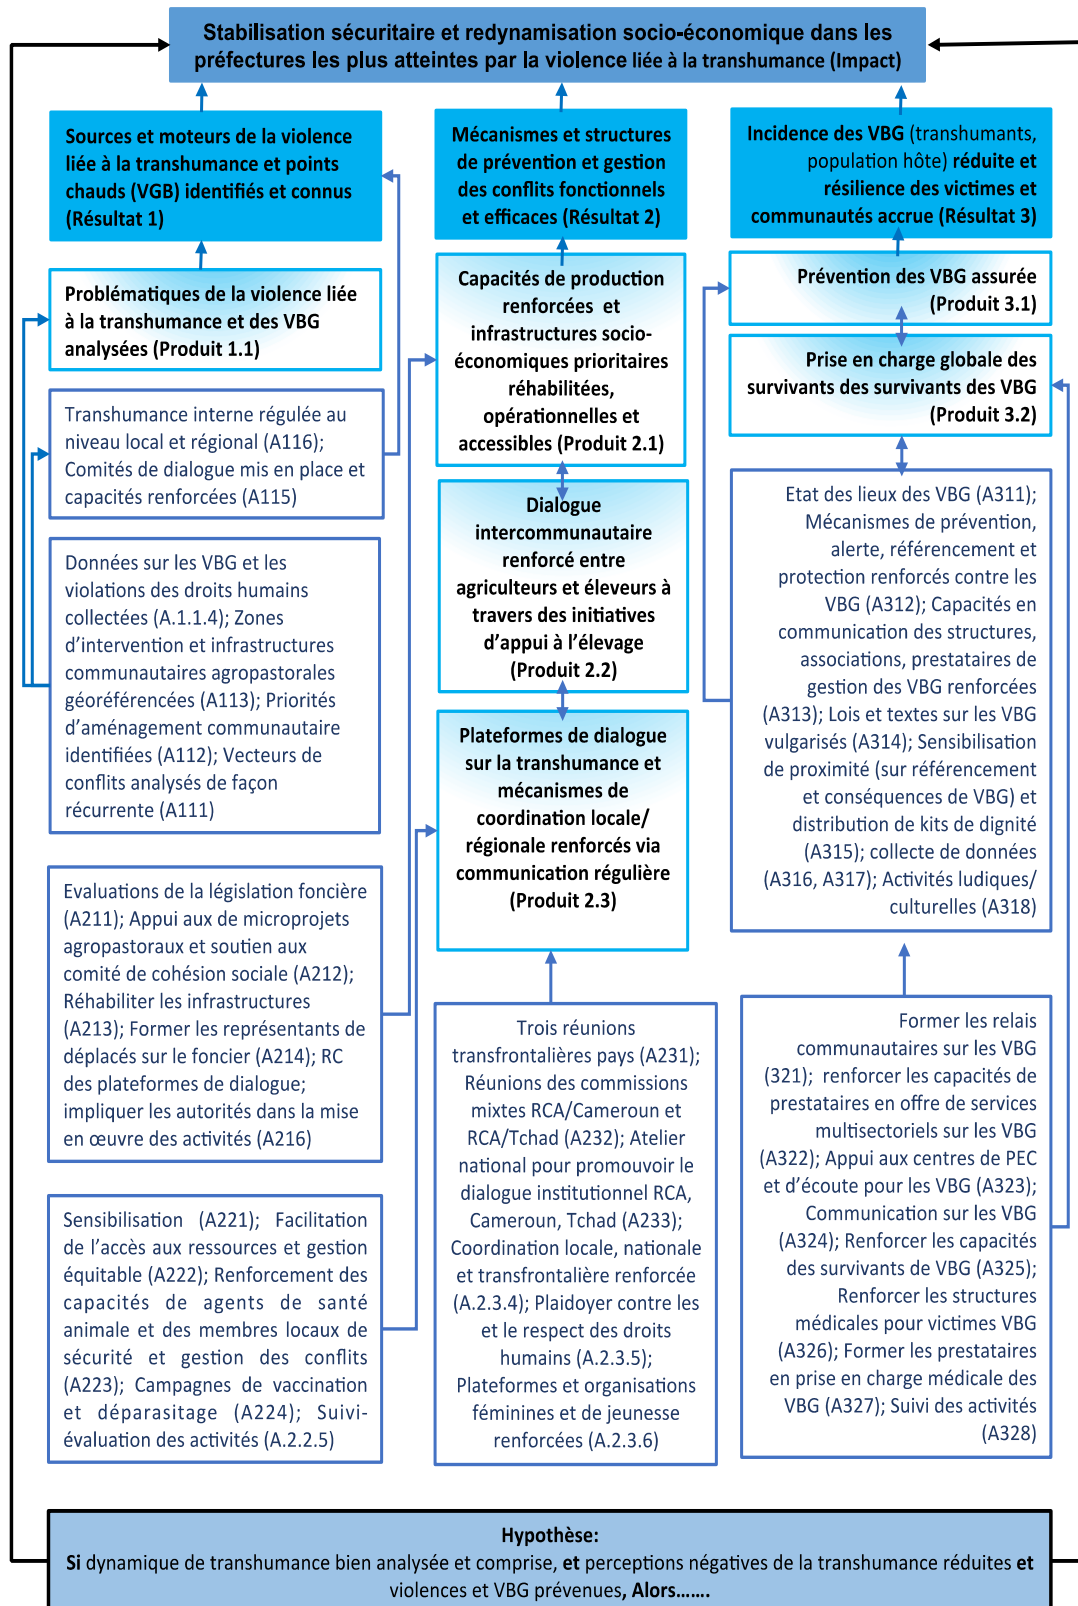 Stabilisation sécuritaire et redynamisation socio-économique dans les
préfectures les plus atteintes par la violence liée à la transhumance (Impact)
Sources et moteurs de la violence
liée à la transhumance et points
chauds (VGB) identifiés et connus
(Résultat 1)
Problématiques de la violence liée
à la transhumance et des VBG
analysées (Produit 1.1)
Transhumance interne régulée au
niveau local et régional (A116);
Comités de dialogue mis en place et
capacités renforcées (A115)
Données sur les VBG et les
violations des droits humains
collectées (A.1.1.4); Zones
d'intervention et infrastructures
communautaires agropastorales
géoréférencées (A113); Priorités
d'aménagement communautaire
identifiées (A112); Vecteurs de
conflits analysés de façon
récurrente (A111)
Evaluations de la législation foncière
(A211); Appui aux de microprojets
agropastoraux et soutien aux
comité de cohésion sociale (A212);
Réhabiliter les infrastructures
(A213); Former les représentants de
déplacés sur le foncier (A214); RC
des plateformes de dialogue;
impliquer les autorités dans la mise
en œuvre des activités (A216)
Sensibilisation (A221); Facilitation
de l'accès aux ressources et gestion
équitable (A222); Renforcement des
capacités de agents de santé
animale et des membres locaux de
sécurité et gestion des conflits
(A223); Campagnes de vaccination
et déparasitage (A224); Suivi-
évaluation des activités (A.2.2.5)
Mécanismes et structures
de prévention et gestion
des conflits fonctionnels
et efficaces (Résultat 2)
Capacités de production
renforcées et
infrastructures socio-
économiques prioritaires
réhabilitées,
opérationnelles et
accessibles (Produit 2.1)
Dialogue
intercommunautaire
renforcé entre
agriculteurs et éleveurs à
travers des initiatives
d'appui à l'élevage
(Produit 2.2)
Plateformes de dialogue
sur la transhumance et
mécanismes de
coordination locale/
régionale renforcés via
communication régulière
(Produit 2.3)
Trois réunions
transfrontalières pays (A231);
Réunions des commissions
mixtes RCA/Cameroun et
RCA/Tchad (A232); Atelier
national pour promouvoir le
dialogue institutionnel RCA,
Cameroun, Tchad (A233);
Coordination locale, nationale
et transfrontalière renforcée
(A.2.3.4); Plaidoyer contre les
et le respect des droits
humains (A.2.3.5);
Plateformes et organisations
féminines et de jeunesse
renforcées (A.2.3.6)
Incidence des VBG (transhumants,
population hôte) réduite et
résilience des victimes et
communautés accrue (Résultat 3)
Prévention des VBG assurée
(Produit 3.1)
Prise en charge globale des
survivants des survivants des VBG
(Produit 3.2)
Etat des lieux des VBG (A311);
Mécanismes de prévention,
alerte, référencement et
protection renforcés contre les
VBG (A312); Capacités en
communication des structures,
associations, prestataires de
gestion des VBG renforcées
(A313); Lois et textes sur les VBG
vulgarisés (A314); Sensibilisation
de proximité (sur référencement
et conséquences de VBG) et
distribution de kits de dignité
(A315); collecte de données
(A316, A317); Activités ludiques/
culturelles (A318)
Former les relais
communautaires sur les VBG
(321); renforcer les capacités de
prestataires en offre de services
multisectoriels sur les VBG
(A322); Appui aux centres de PEC
et d'écoute pour les VBG (A323);
Communication sur les VBG
(A324); Renforcer les capacités
des survivants de VBG (A325);
Renforcer les structures
médicales pour victimes VBG
(A326); Former les prestataires
en prise en charge médicale des
VBG (A327); Suivi des activités
(A328)
Hypothèse:
Si dynamique de transhumance bien analysée et comprise, et perceptions négatives de la transhumance réduites et
violences et VBG prévenues, Alors…….